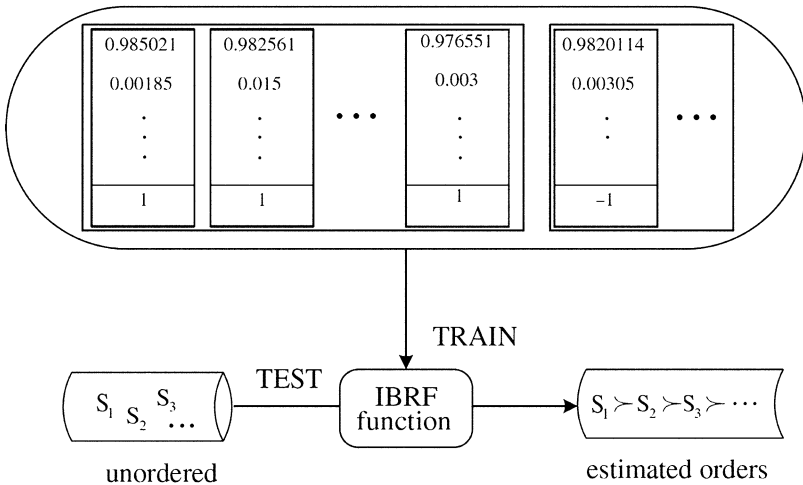 0.985021 0.982561 0.976551 0.9820114
0.00185 0.015 0.003 0.00305
1 1 1 -1
TRAIN
TEST
IBRF
function
S1 S2 S3 ...
S1 ≻ S2 ≻ S3 ≻ ···
unordered
estimated orders